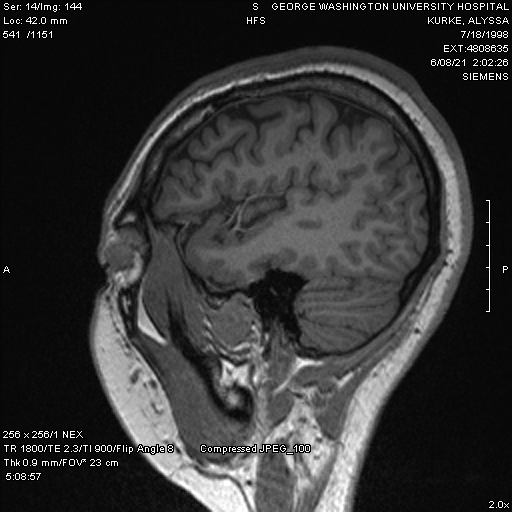 Ser: 14/Img: 144
Loc: 42.0 mm
541 /1151
S
HFS
GEORGE WASHINGTON UNIVERSITY HOSPITAL
KURKE, ALYSSA
7/18/1998
EXT:4808635
6/08/21 2:02:26
SIEMENS
A
P
256 x 256/1 NEX
TR 1800/TE 2.3/TI 900/Flip Angle 8
Compressed JPEG_100
Thk 0.9 mm/FOV* 23 cm
5:08:57
2.0x